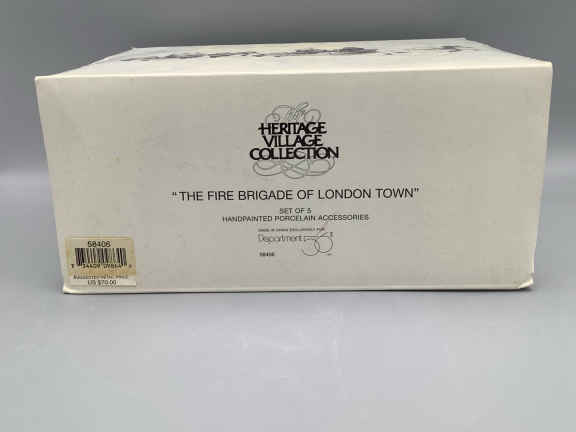 The
HERITAGE
VILLAGE
COLLECTION
"THE FIRE BRIGADE OF LONDON TOWN"
SET OF 5
HANDPAINTED PORCELAIN ACCESSORIES
MADE IN CHINA EXCLUSIVELY FOR
Department 56
58406
58406
SUGGESTED RETAIL PRICE
US $70.00